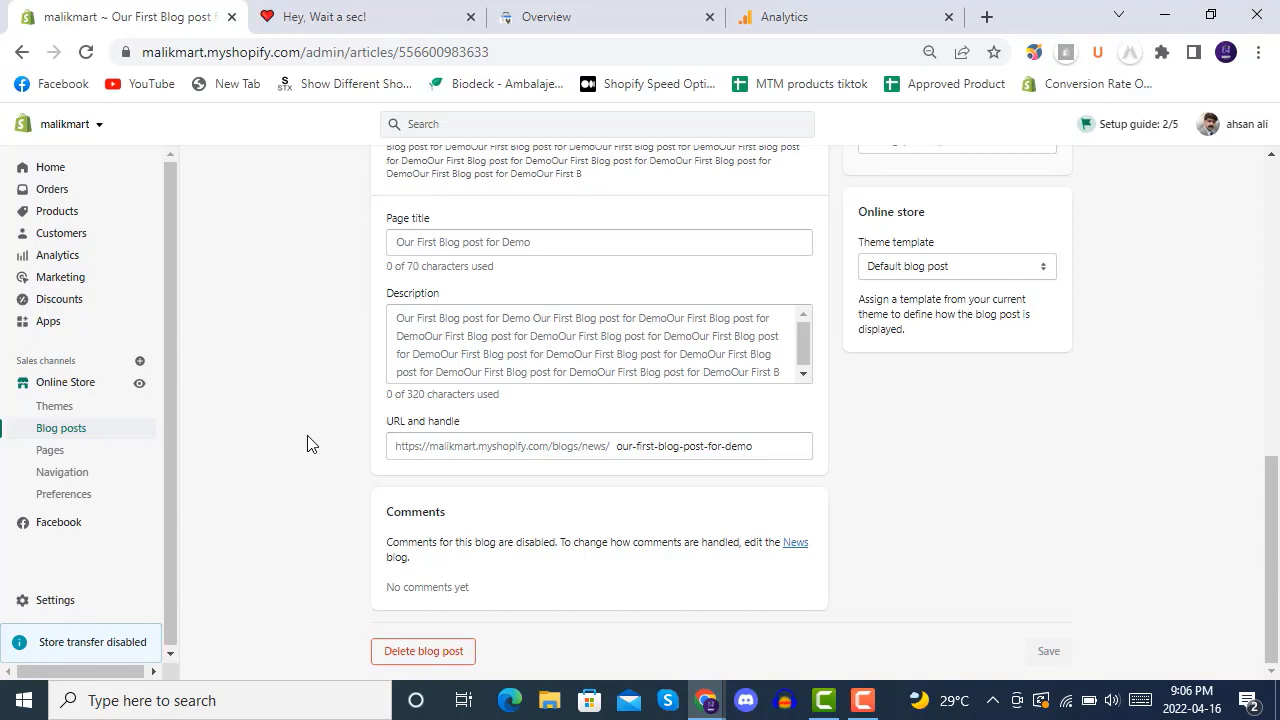 malikmart ~ Our First Blog post f
Hey, Wait a sec!
Overview
Analytics
malikmart.myshopify.com/admin/articles/556600983633
Facebook
YouTube
New Tab
STX
Show Different Sho...
Biodeck - Ambalaje...
Shopify Speed Opti...
MTM products tiktok
Approved Product
Conversion Rate O...
malikmart
Search
Setup guide: 2/5
ahsan ali
Home
Orders
Products
Customers
Analytics
Marketing
Discounts
Apps
Sales channels
Online Store
Themes
Blog posts
Pages
Navigation
Preferences
Facebook
Settings
Store transfer disabled
Blog post for DemoOur First Blog post for DemoOur First Blog post for DemoOur First Blog post
for DemoOur First Blog post for DemoOur First Blog post for DemoOur First Blog post for
DemoOur First Blog post for DemoOur First B
Page title
Our First Blog post for Demo
0 of 70 characters used
Description
Our First Blog post for Demo Our First Blog post for DemoOur First Blog post for
DemoOur First Blog post for DemoOur First Blog post for DemoOur First Blog post
for DemoOur First Blog post for DemoOur First Blog post for DemoOur First Blog
post for DemoOur First Blog post for DemoOur First Blog post for DemoOur First B
0 of 320 characters used
URL and handle
https://malikmart.myshopify.com/blogs/news/ our-first-blog-post-for-demo
Comments
Comments for this blog are disabled. To change how comments are handled, edit the News
blog.
No comments yet
Delete blog post
Save
Online store
Theme template
Default blog post
Assign a template from your current
theme to define how the blog post is
displayed.
Type here to search
29°C
9:06 PM
2022-04-16
2